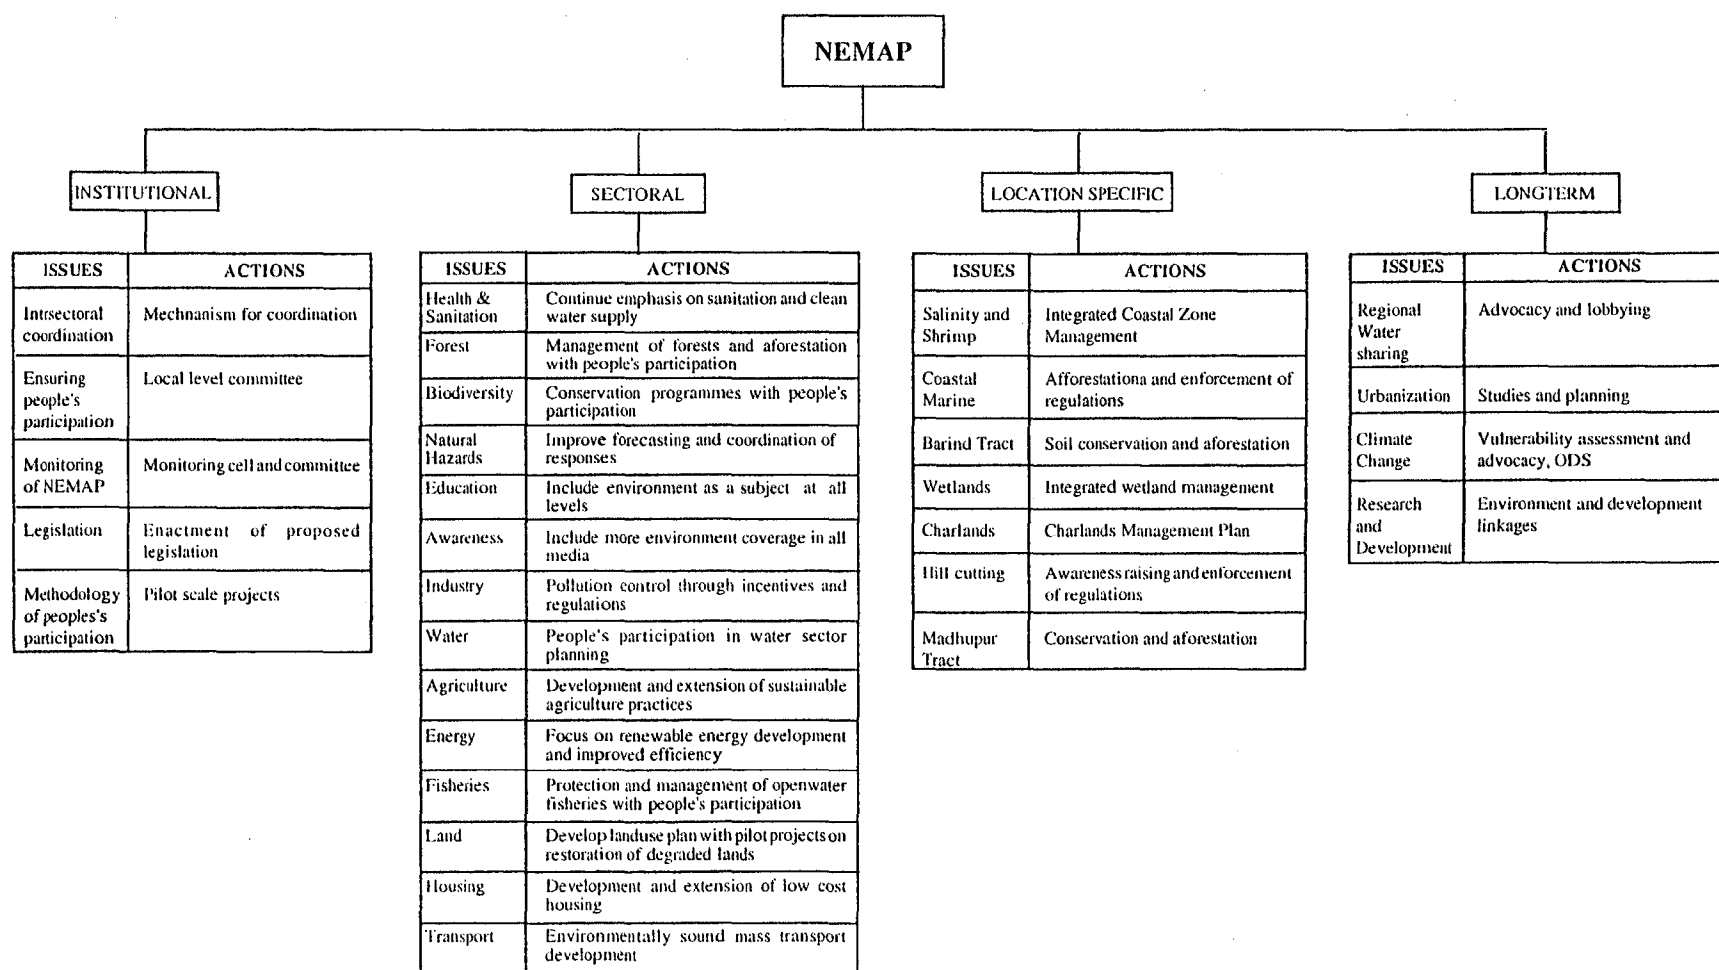 NEMAP
INSTITUTIONAL
ISSUES ACTIONS
Intrsectoral Mechnanism for coordination
coordination
Ensuring Local level committee
people's
participation
Monitoring Monitoring cell and committee
of NEMAP
Legislation Enactment of proposed
legislation
Methodology Pilot scale projects
of peoples's
participation
SECTORAL
ISSUES ACTIONS
Health & Continue emphasis on sanitation and clean
Sanitation water supply
Forest Management of forests and aforestation
with people's participation
Biodiversity Conservation programmes with people's
participation
Natural Improve forecasting and coordination of
Hazards responses
Education Include environment as a subject at all
levels
Awareness Include more environment coverage in all
media
Industry Pollution control through incentives and
regulations
Water People's participation in water sector
planning
Agriculture Development and extension of sustainable
agriculture practices
Energy Focus on renewable energy development
and improved efficiency
Fisheries Protection and management of openwater
fisheries with people's participation
Land Develop landuse plan with pilot projects on
restoration of degraded lands
Housing Development and extension of low cost
housing
Transport Environmentally sound mass transport
development
LOCATION SPECIFIC
ISSUES ACTIONS
Salinity and Integrated Coastal Zone
Shrimp Management
Coastal Afforestationa and enforcement of
Marine regulations
Barind Tract Soil conservation and aforestation
Wetlands Integrated wetland management
Charlands Charlands Management Plan
Hill cutting Awareness raising and enforcement
of regulations
Madhupur Conservation and aforestation
Tract
LONGTERM
ISSUES ACTIONS
Regional Advocacy and lobbying
Water
sharing
Urbanization Studies and planning
Climate Vulnerability assessment and
Change advocacy, ODS
Research Environment and development
and linkages
Development